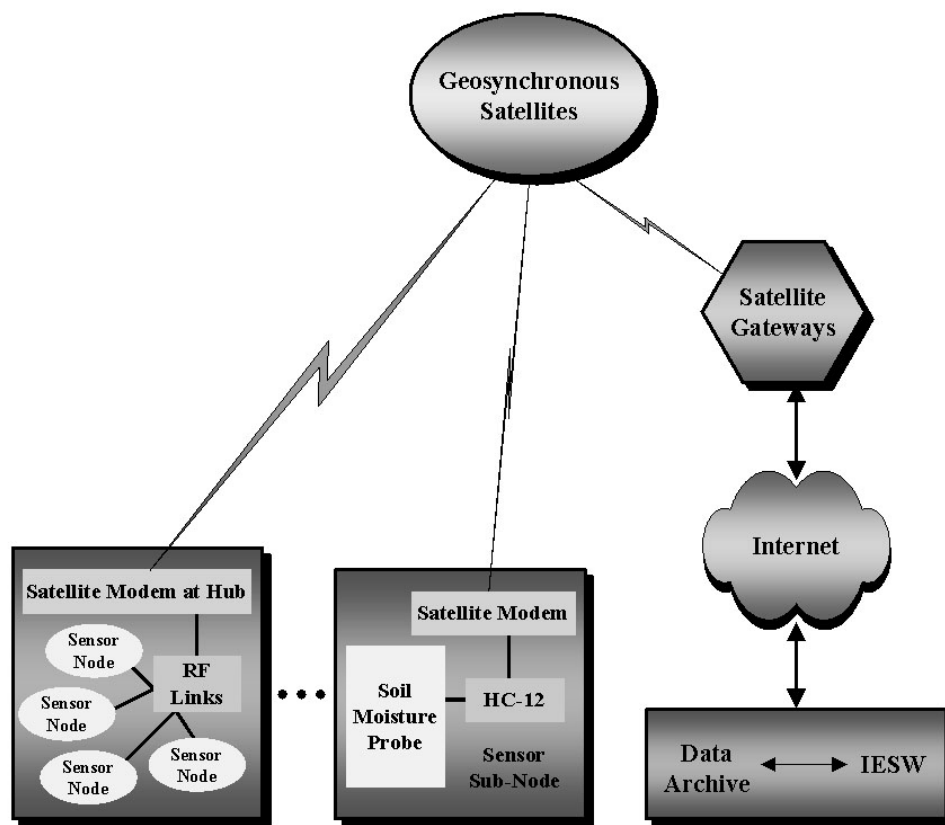 Geosynchronous
Satellites
Satellite
Gateways
Internet
Satellite Modem at Hub
Sensor
Node
Sensor
Node
Sensor
Node
Sensor
Node
RF
Links
Satellite Modem
Soil
Moisture
Probe
HC-12
Sensor
Sub-Node
Data
Archive
IESW